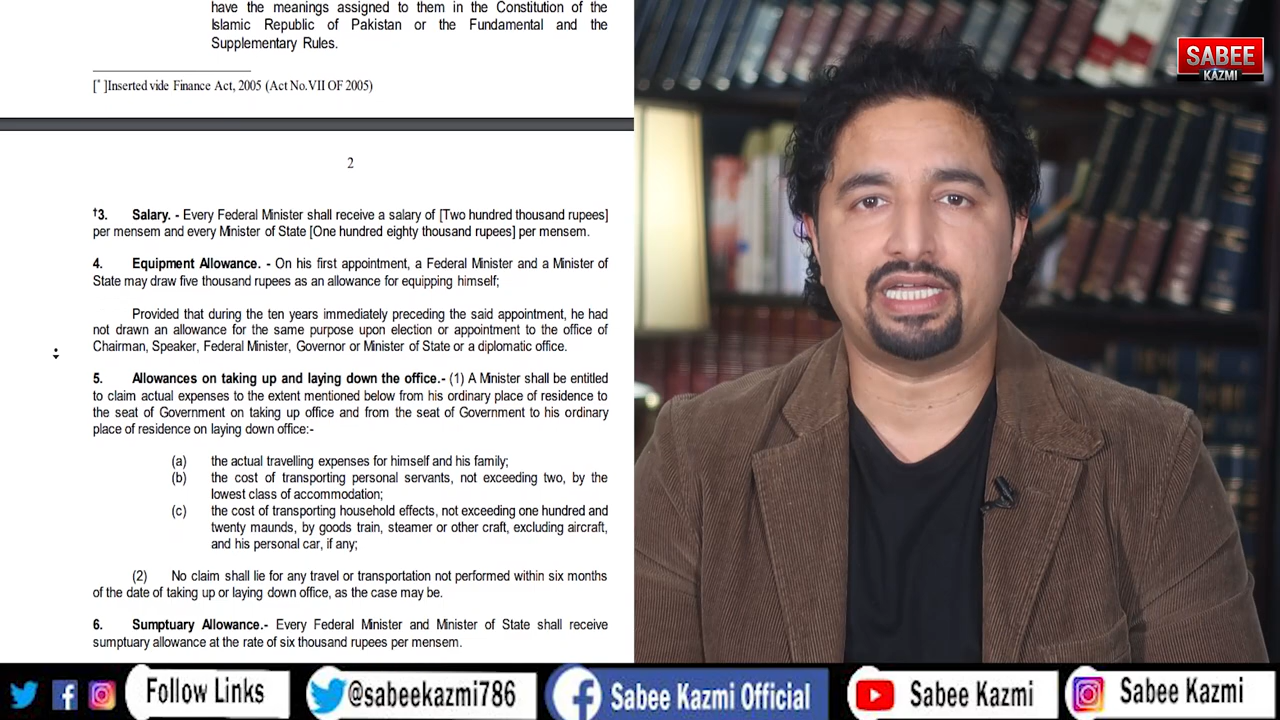 have the meanings assigned to them in the Constitution of the
Islamic Republic of Pakistan or the Fundamental and the
Supplementary Rules.
[* ]Inserted vide Finance Act, 2005 (Act No.VII OF 2005)
2
†3. Salary. - Every Federal Minister shall receive a salary of [Two hundred thousand rupees]
per mensem and every Minister of State [One hundred eighty thousand rupees] per mensem.
4. Equipment Allowance. - On his first appointment, a Federal Minister and a Minister of
State may draw five thousand rupees as an allowance for equipping himself;
Provided that during the ten years immediately preceding the said appointment, he had
not drawn an allowance for the same purpose upon election or appointment to the office of
Chairman, Speaker, Federal Minister, Governor or Minister of State or a diplomatic office.
5. Allowances on taking up and laying down the office.- (1) A Minister shall be entitled
to claim actual expenses to the extent mentioned below from his ordinary place of residence to
the seat of Government on taking up office and from the seat of Government to his ordinary
place of residence on laying down office:-
(a) the actual travelling expenses for himself and his family;
(b) the cost of transporting personal servants, not exceeding two, by the
lowest class of accommodation;
(c) the cost of transporting household effects, not exceeding one hundred and
twenty maunds, by goods train, steamer or other craft, excluding aircraft,
and his personal car, if any;
(2) No claim shall lie for any travel or transportation not performed within six months
of the date of taking up or laying down office, as the case may be.
6. Sumptuary Allowance.- Every Federal Minister and Minister of State shall receive
sumptuary allowance at the rate of six thousand rupees per mensem.
SABEE
KAZMI
Follow Links @sabeekazmi786 Sabee Kazmi Official Sabee Kazmi Sabee Kazmi